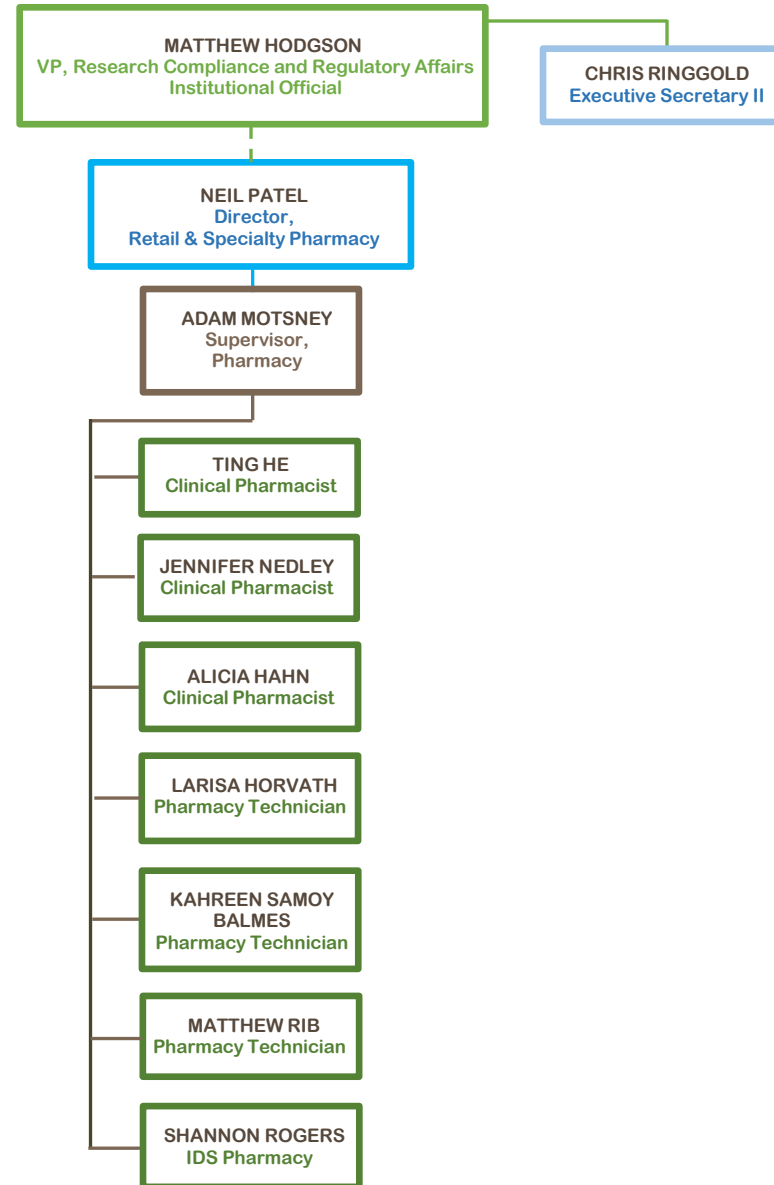 MATTHEW HODGSON
VP, Research Compliance and Regulatory Affairs
Institutional Official
CHRIS RINGGOLD
Executive Secretary II
NEIL PATEL
Director,
Retail & Specialty Pharmacy
ADAM MOTSNEY
Supervisor,
Pharmacy
TING HE
Clinical Pharmacist
JENNIFER NEDLEY
Clinical Pharmacist
ALICIA HAHN
Clinical Pharmacist
LARISA HORVATH
Pharmacy Technician
KAHREEN SAMOY
BALMES
Pharmacy Technician
MATTHEW RIB
Pharmacy Technician
SHANNON ROGERS
IDS Pharmacy